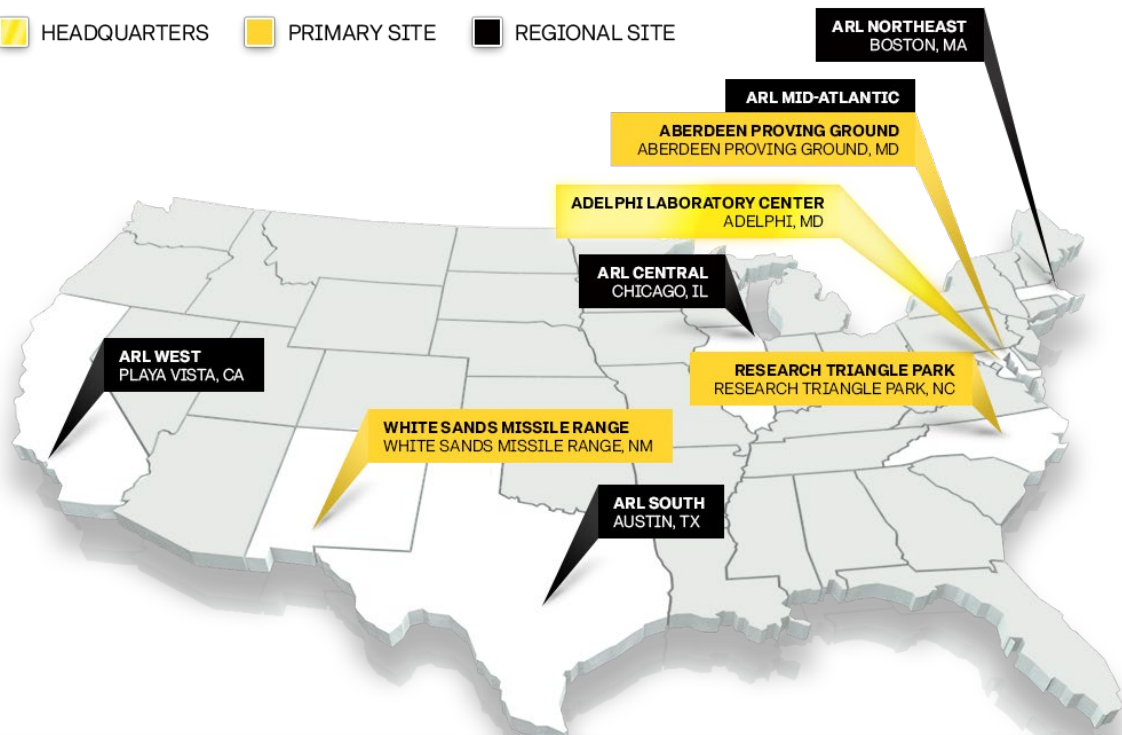 HEADQUARTERS
PRIMARY SITE
REGIONAL SITE
ARL NORTHEAST
BOSTON, MA
ARL MID-ATLANTIC
ABERDEEN PROVING GROUND
ABERDEEN PROVING GROUND, MD
ADELPHI LABORATORY CENTER
ADELPHI, MD
ARL CENTRAL
CHICAGO, IL
ARL WEST
PLAYA VISTA, CA
RESEARCH TRIANGLE PARK
RESEARCH TRIANGLE PARK, NC
WHITE SANDS MISSILE RANGE
WHITE SANDS MISSILE RANGE, NM
ARL SOUTH
AUSTIN, TX